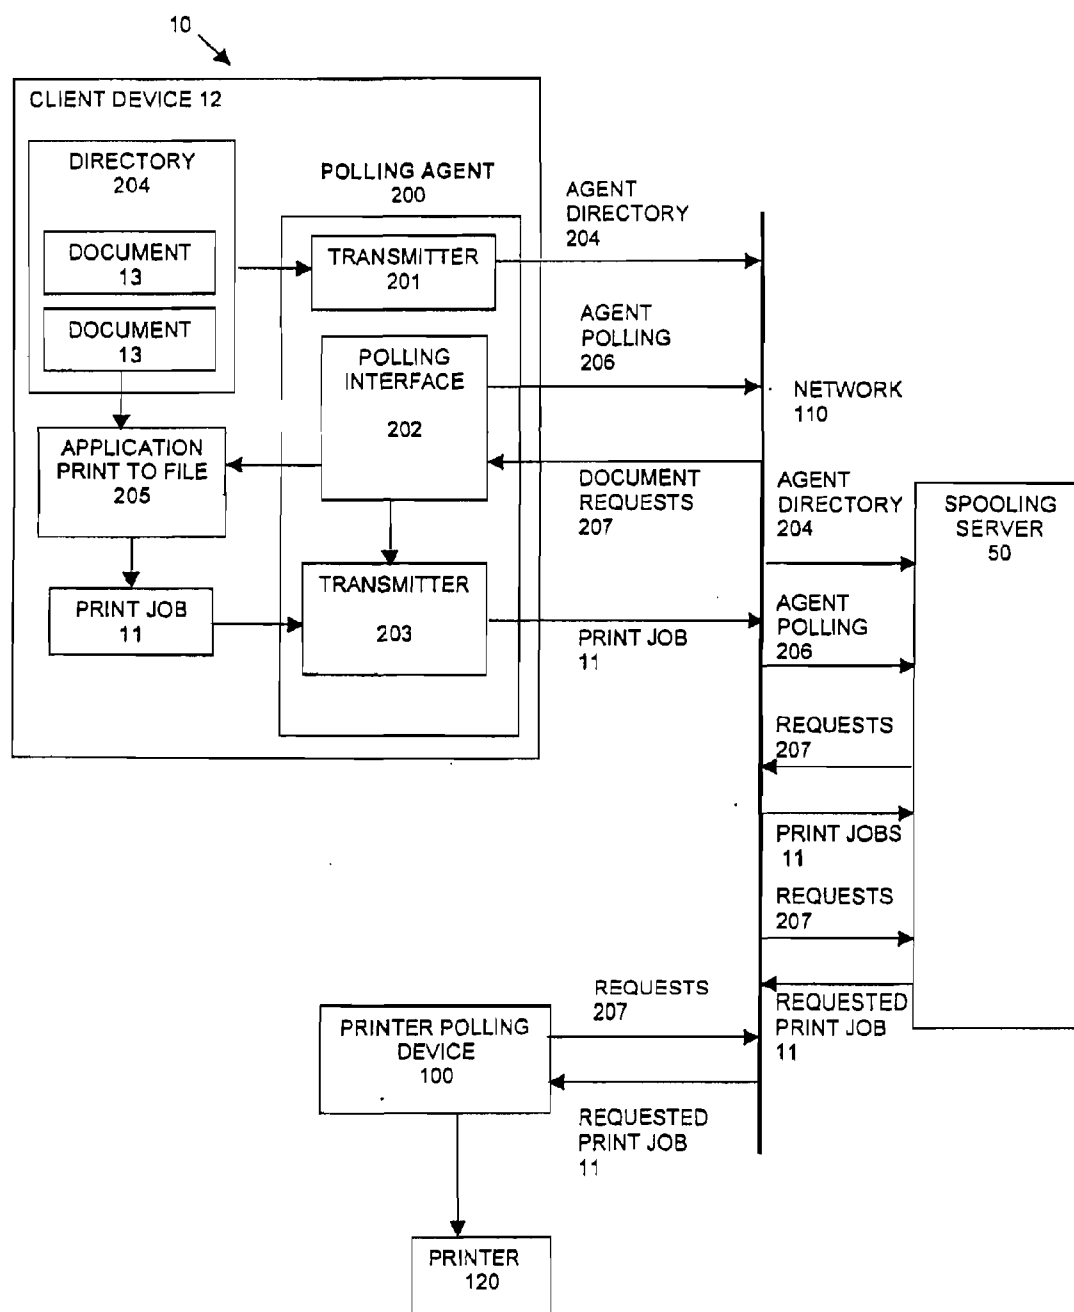 10
CLIENT DEVICE 12
DIRECTORY
204
DOCUMENT
13
DOCUMENT
13
APPLICATION
PRINT TO FILE
205
PRINT JOB
11
POLLING AGENT
200
TRANSMITTER
201
POLLING
INTERFACE
202
TRANSMITTER
203
AGENT
DIRECTORY
204
AGENT
POLLING
206
DOCUMENT
REQUESTS
207
PRINT JOB
11
NETWORK
110
AGENT
DIRECTORY
204
AGENT
POLLING
206
REQUESTS
207
PRINT JOBS
11
REQUESTS
207
REQUESTED
PRINT JOB
11
SPOOLING
SERVER
50
REQUESTS
207
PRINTER POLLING
DEVICE
100
REQUESTED
PRINT JOB
11
PRINTER
120